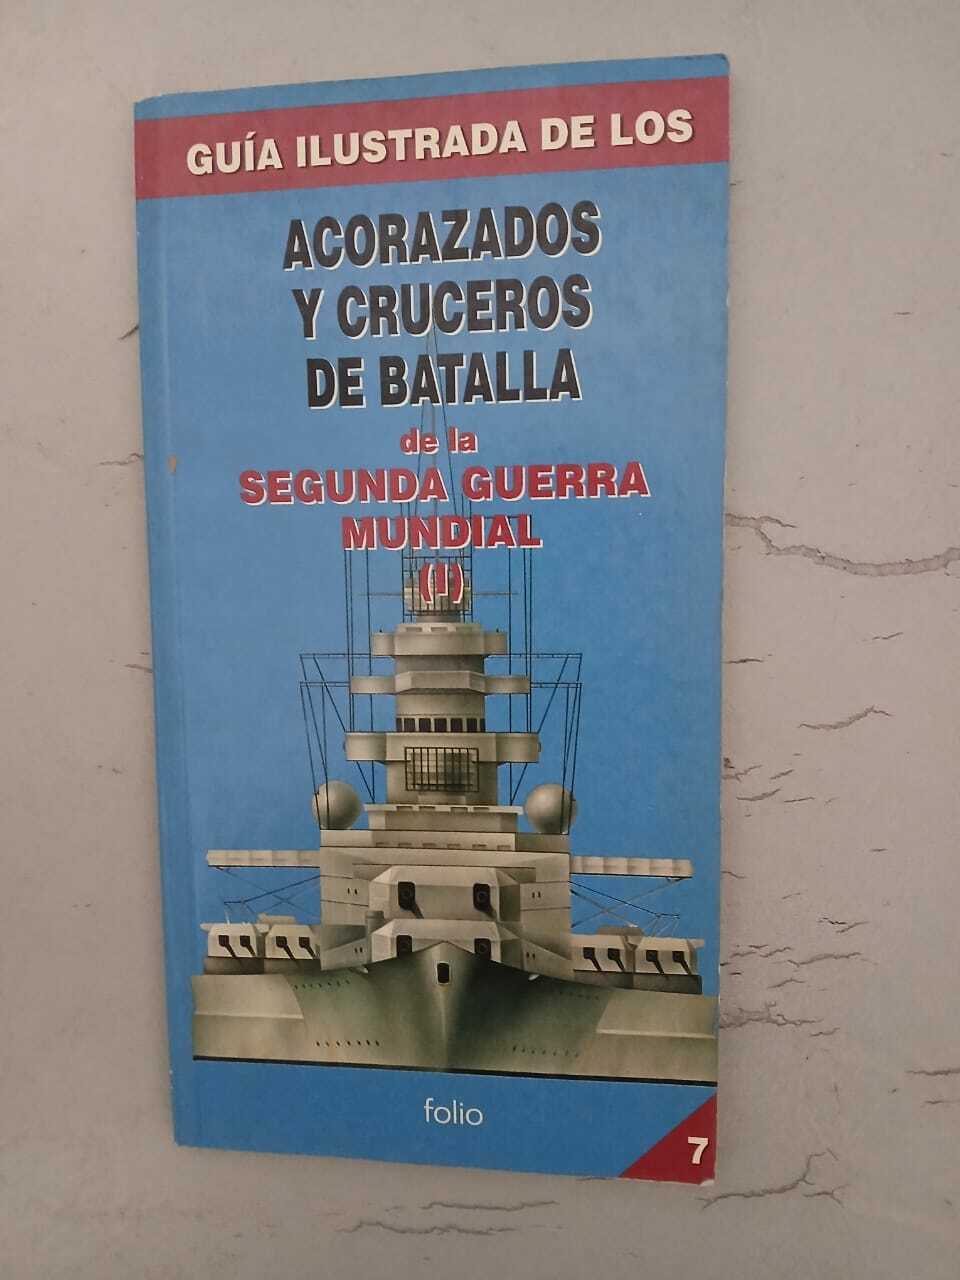 GUÍA ILUSTRADA DE LOS
ACORAZADOS
Y CRUCEROS
DE BATALLA
de la
SEGUNDA GUERRA
MUNDIAL
(I)
folio
7